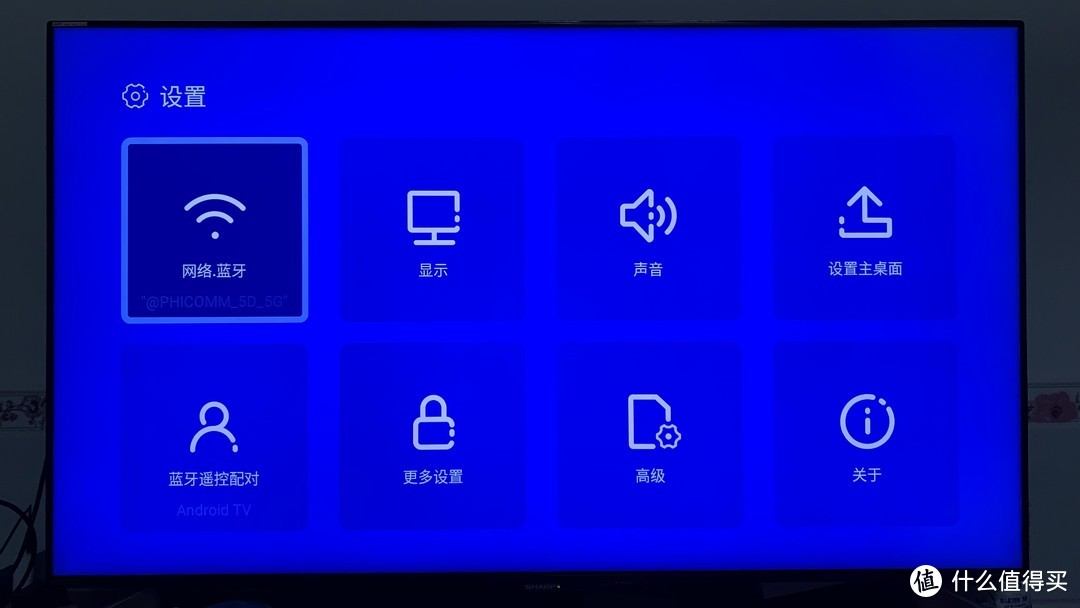 设置
网络.蓝牙
"@PHICOMM_5D_5G"
显示
声音
设置主桌面
蓝牙遥控配对
Android TV
更多设置
高级
关于
SHARP
值 什么值得买